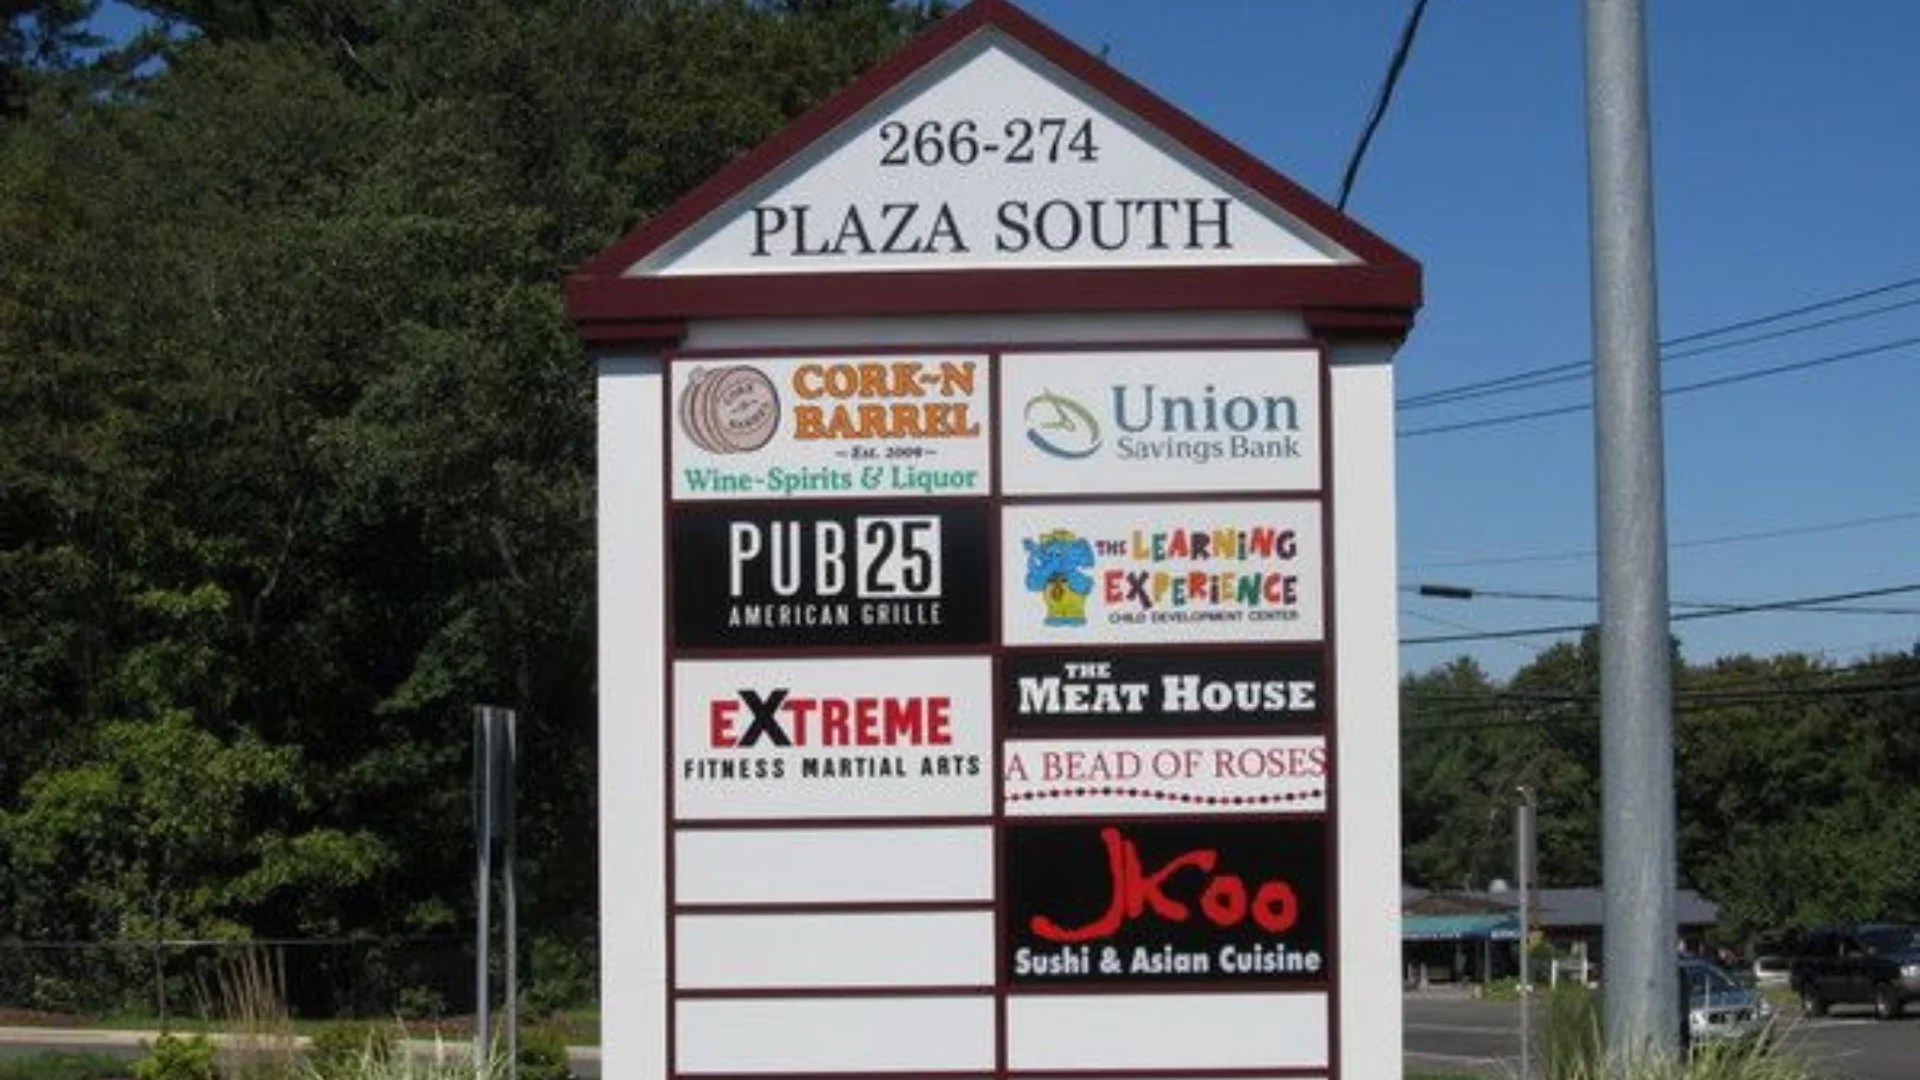 266-274
PLAZA SOUTH
CORK~N
BARREL
~Est. 2009~
Wine-Spirits & Liquor
Union
Savings Bank
PUB 25
AMERICAN GRILLE
THE LEARNING
EXPERIENCE
CHILD DEVELOPMENT CENTER
EXTREME
FITNESS MARTIAL ARTS
THE
MEAT HOUSE
A BEAD OF ROSES
JKoo
Sushi & Asian Cuisine